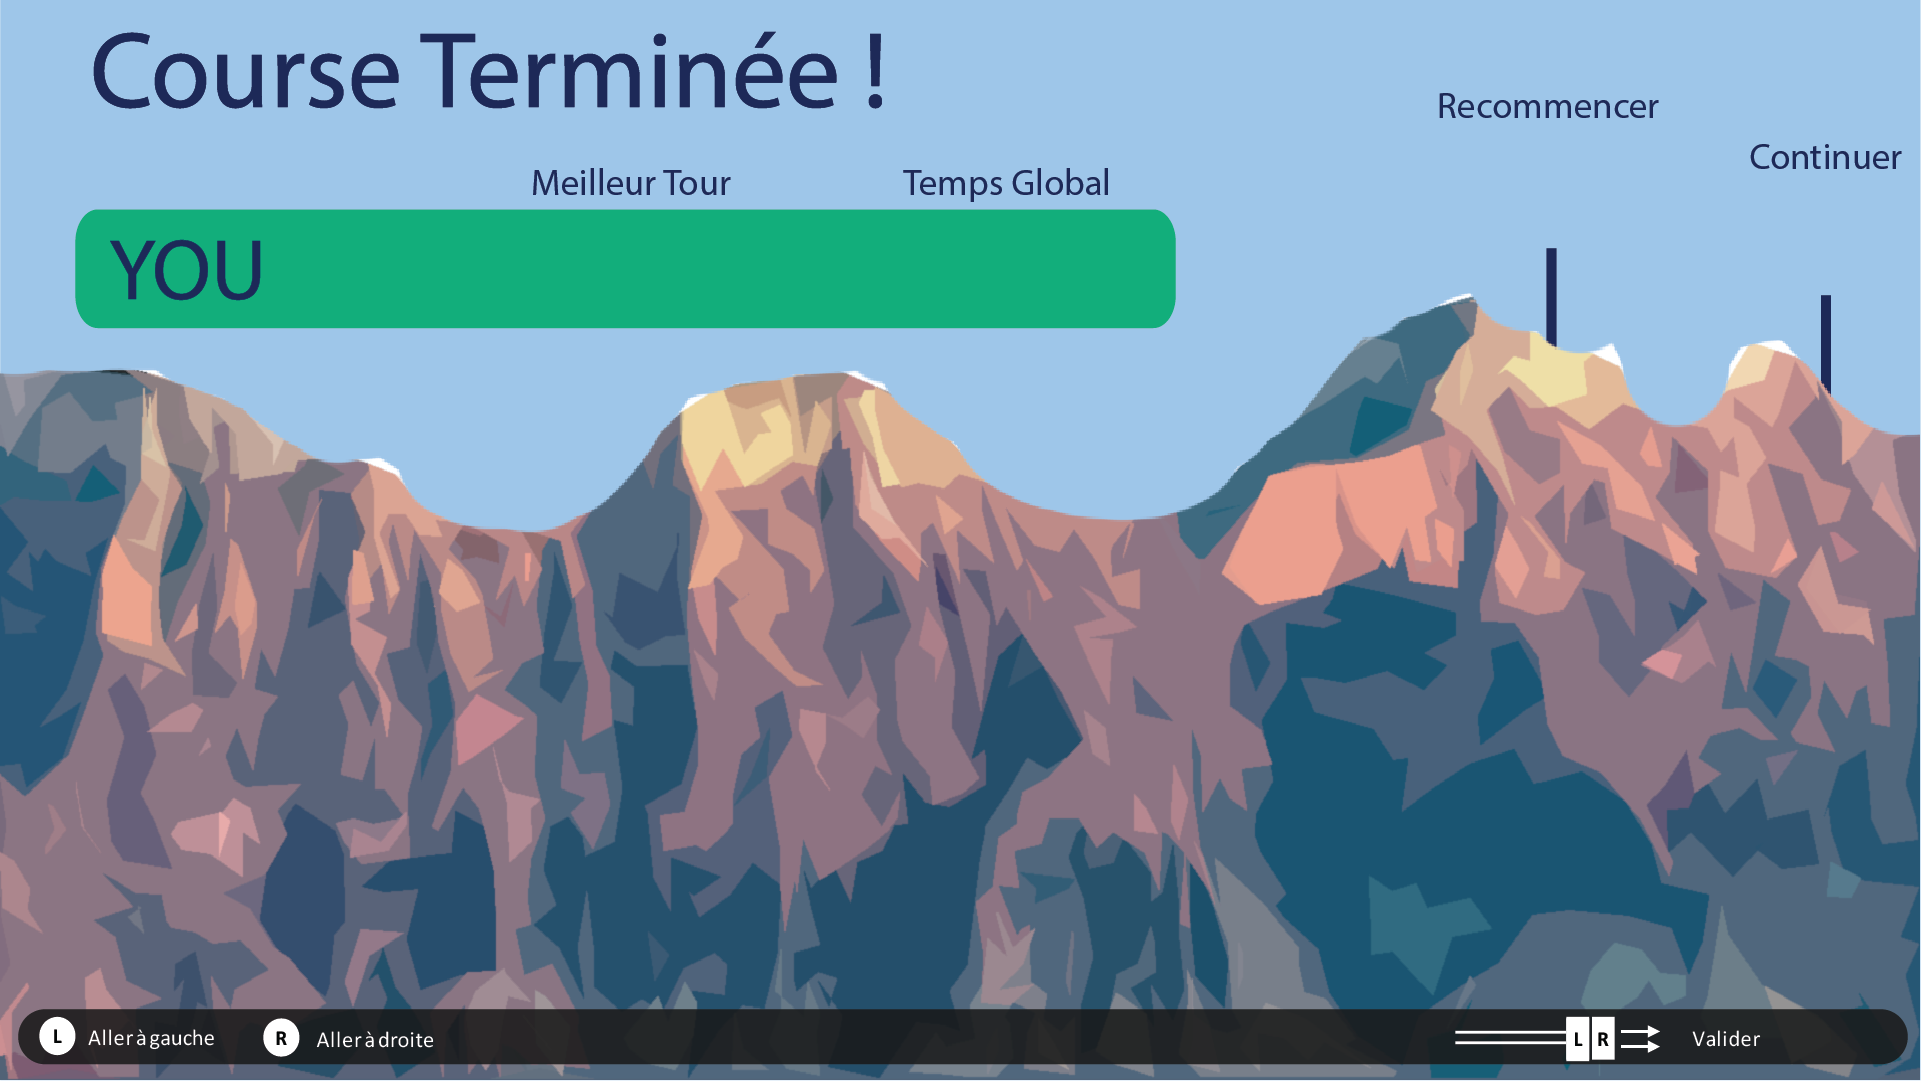 Course Terminée !
Recommencer
Continuer
Meilleur Tour
Temps Global
YOU
L Aller à gauche
R Aller à droite
L R Valider